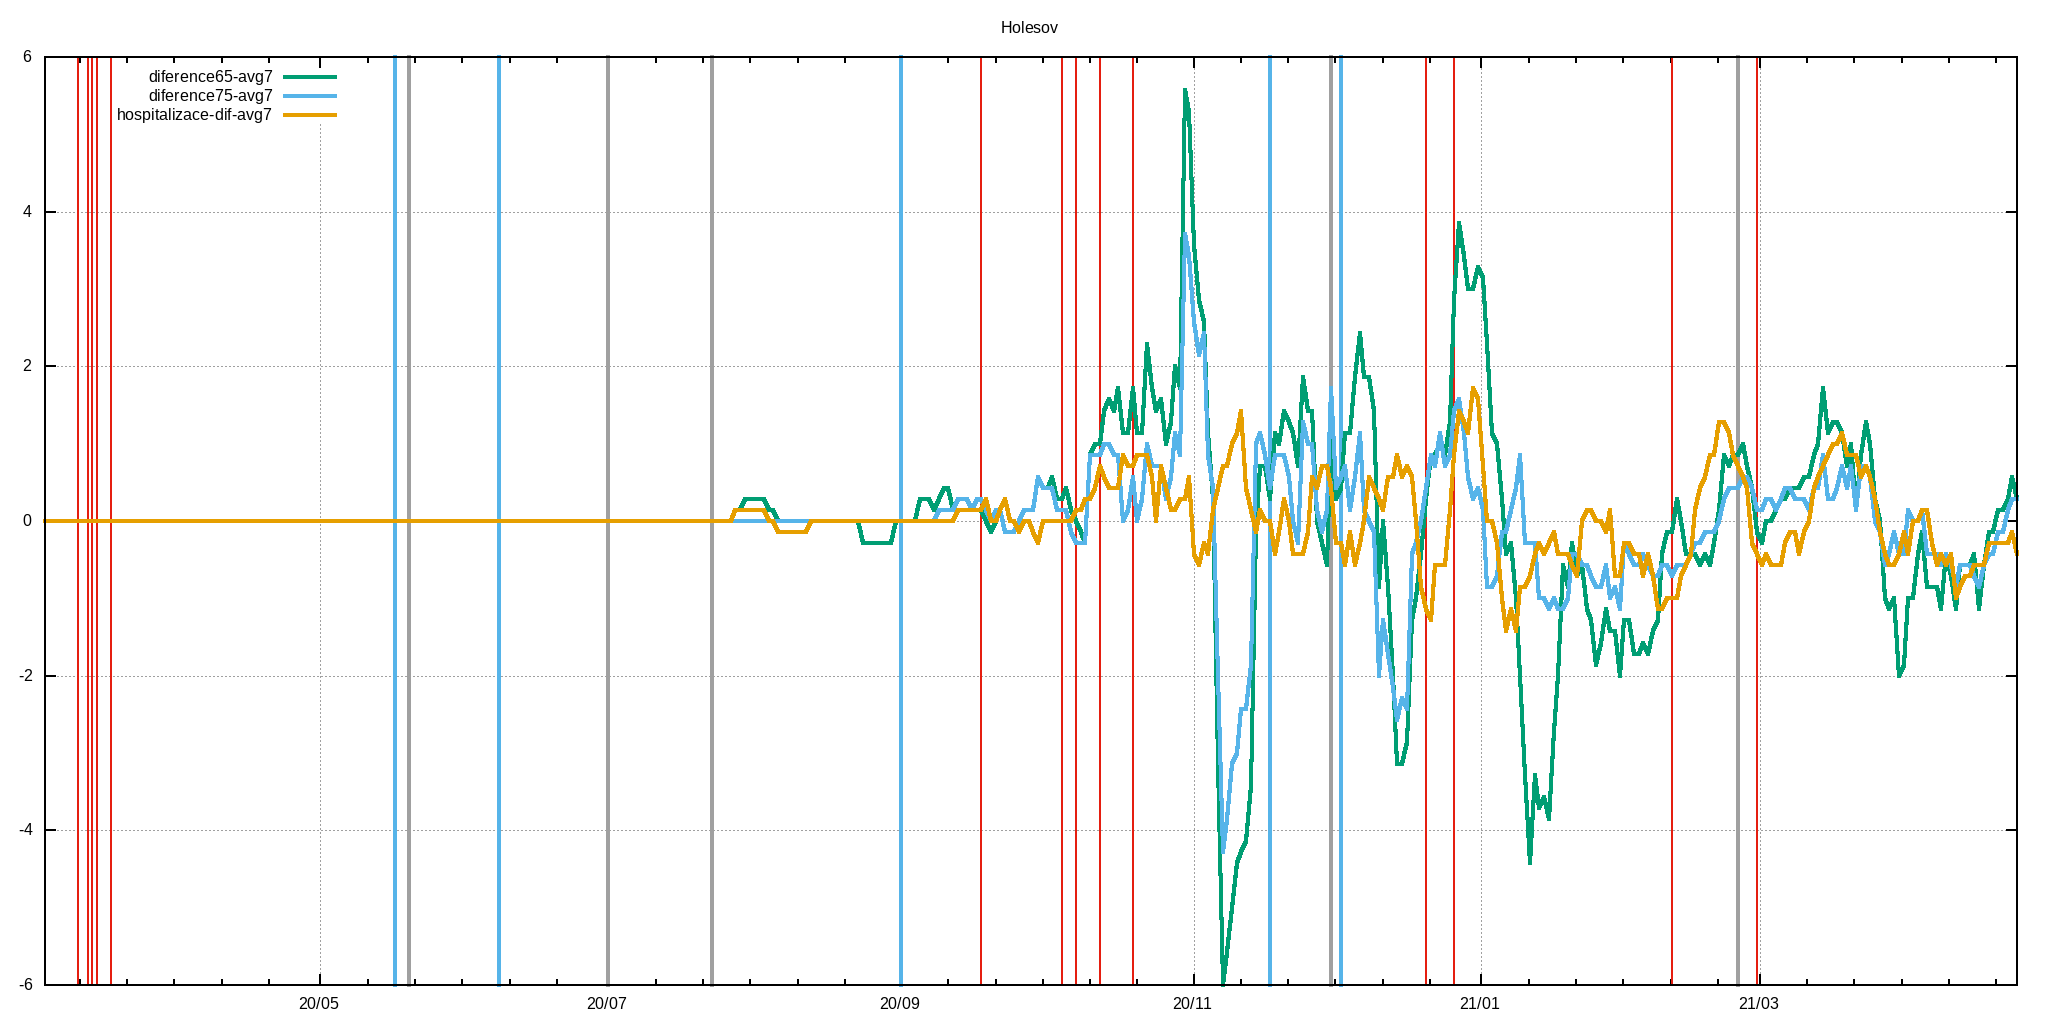 Holesov
6
diference65-avg7
diference75-avg7
hospitalizace-dif-avg7
4
2
0
-2
-4
-6
20/05 20/07 20/09 20/11 21/01 21/03